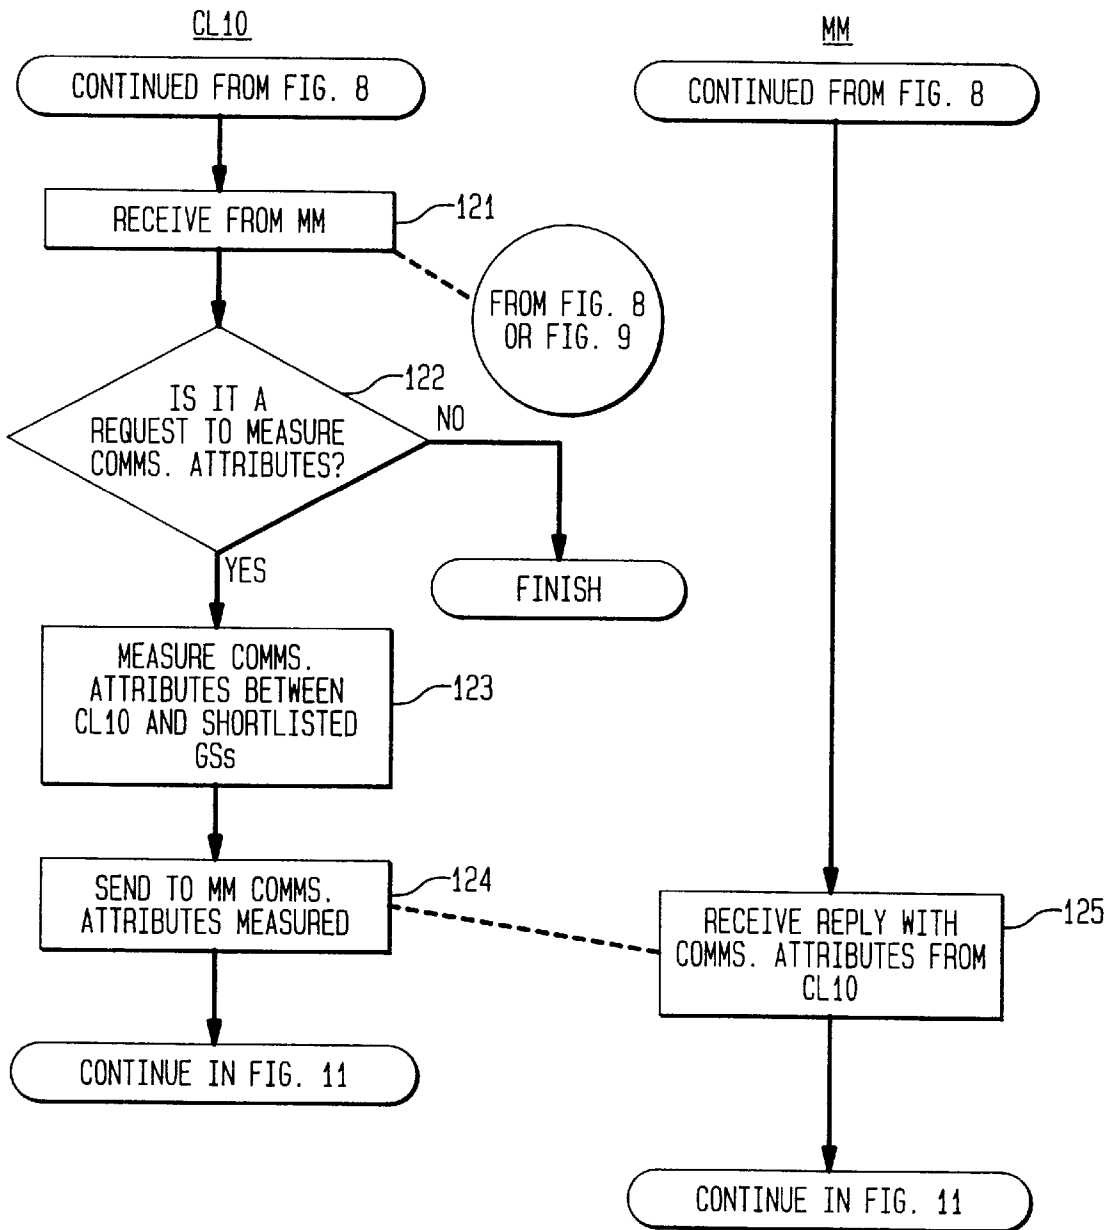 CL10
MM
CONTINUED FROM FIG. 8
CONTINUED FROM FIG. 8
RECEIVE FROM MM
121
FROM FIG. 8
OR FIG. 9
IS IT A
REQUEST TO MEASURE
COMMS. ATTRIBUTES?
122
NO
YES
FINISH
MEASURE COMMS.
ATTRIBUTES BETWEEN
CL10 AND SHORTLISTED
GSs
123
SEND TO MM COMMS.
ATTRIBUTES MEASURED
124
RECEIVE REPLY WITH
COMMS. ATTRIBUTES FROM
CL10
125
CONTINUE IN FIG. 11
CONTINUE IN FIG. 11